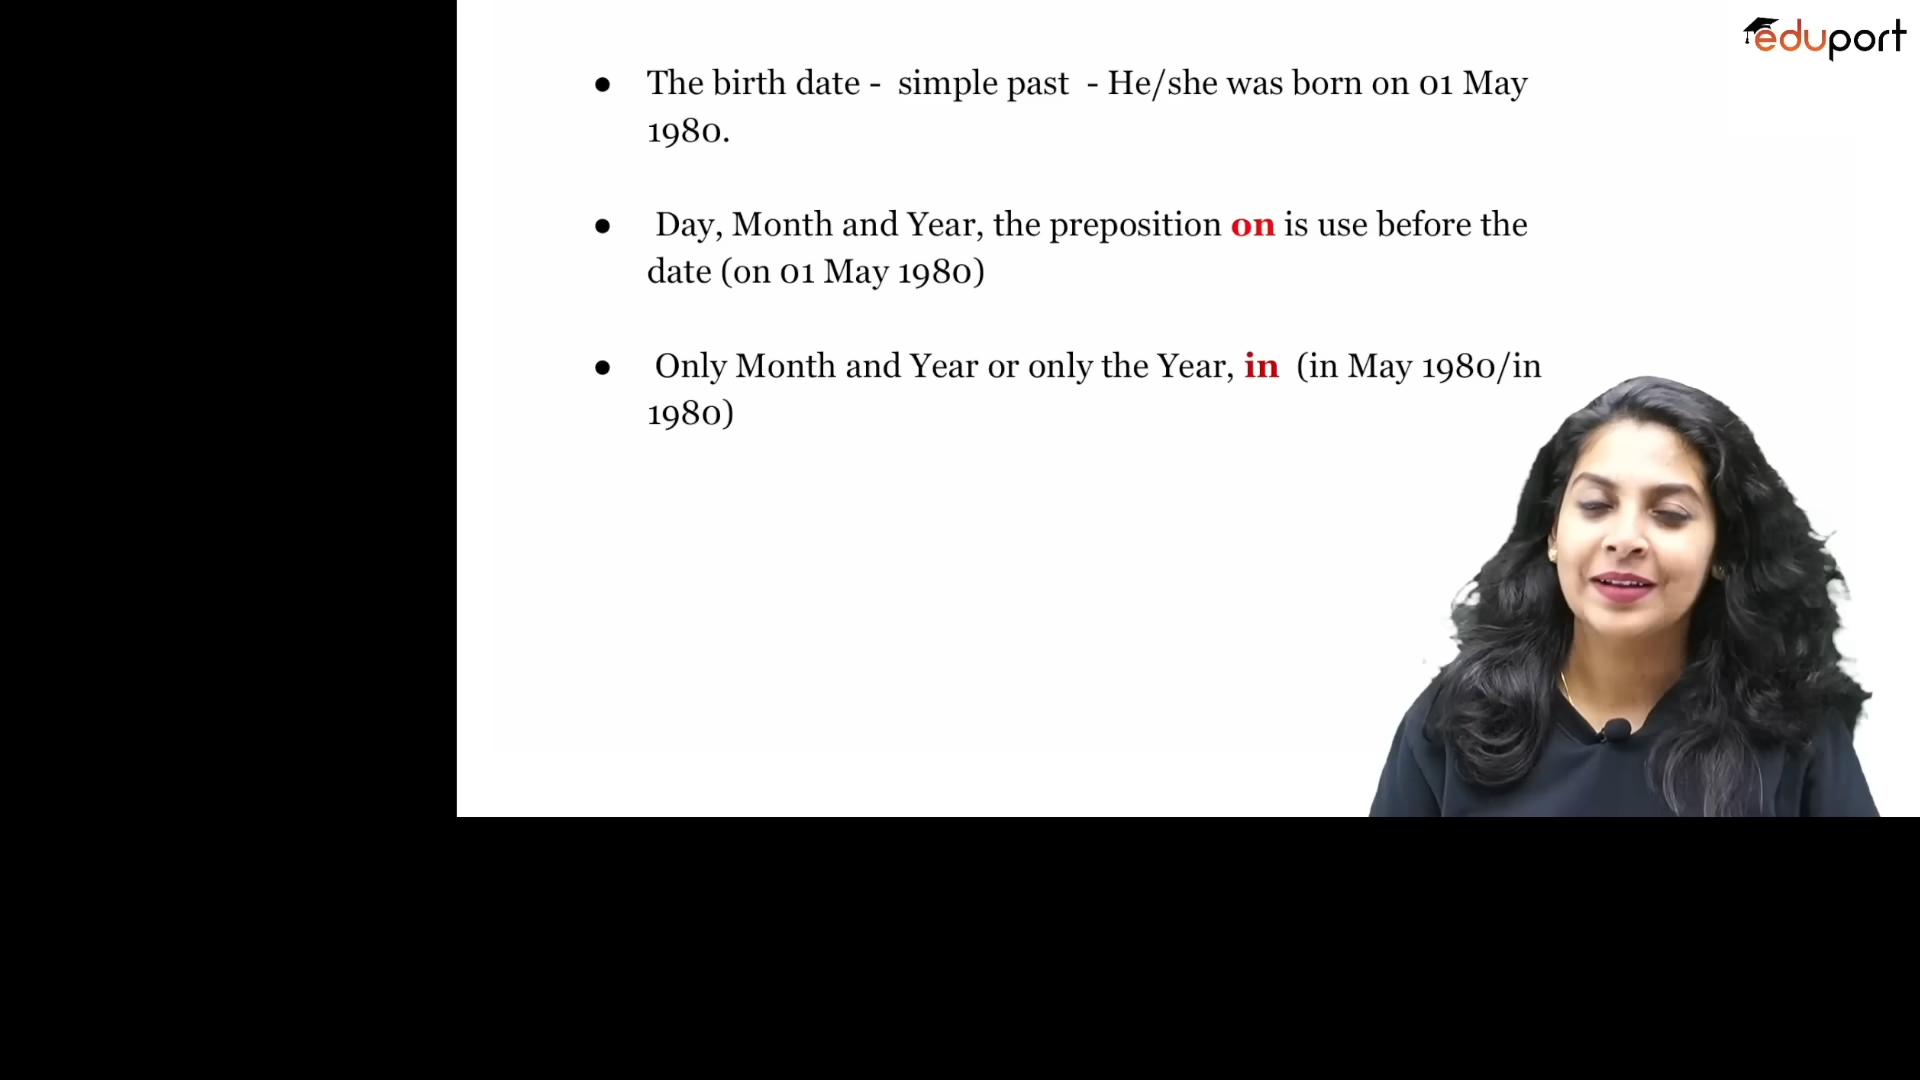 eduport
● The birth date - simple past - He/she was born on 01 May
1980.
● Day, Month and Year, the preposition on is use before the
date (on 01 May 1980)
● Only Month and Year or only the Year, in (in May 1980/in
1980)